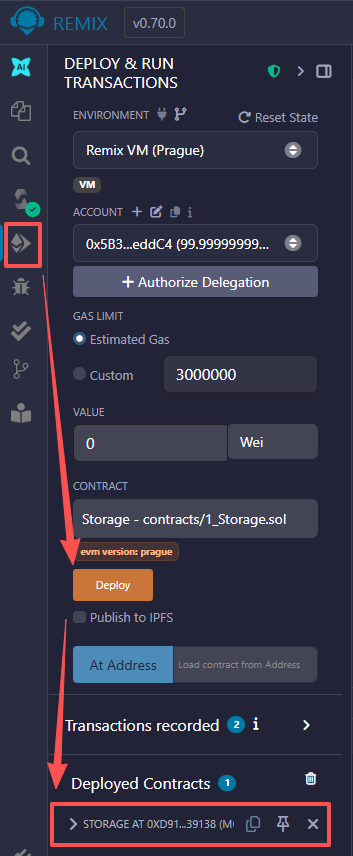 REMIX v0.70.0
AI
DEPLOY & RUN
TRANSACTIONS
ENVIRONMENT
Reset State
Remix VM (Prague)
VM
ACCOUNT
0x5B3...eddC4 (99.99999999...
+ Authorize Delegation
GAS LIMIT
Estimated Gas
Custom 3000000
VALUE
0 Wei
CONTRACT
Storage - contracts/1_Storage.sol
evm version: prague
Deploy
Publish to IPFS
At Address Load contract from Address
Transactions recorded 2 i
Deployed Contracts 1
STORAGE AT 0XD91...39138 (M